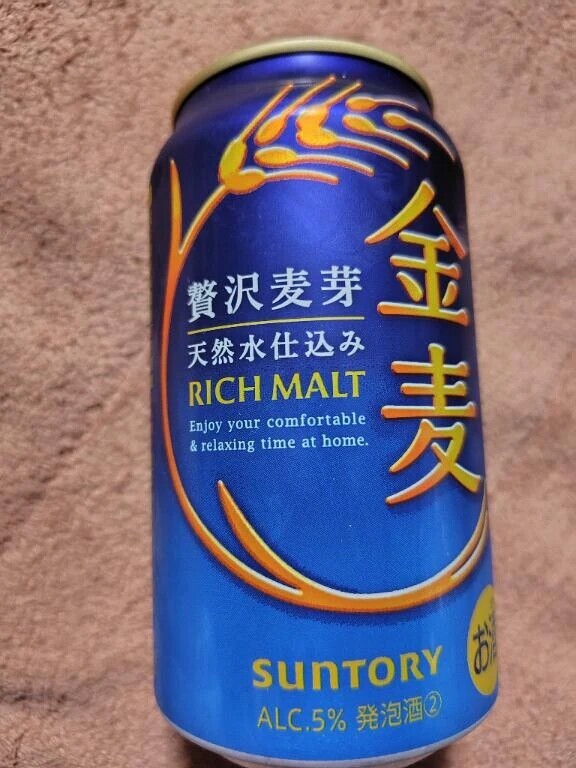 金麦
贅沢麦芽
天然水仕込み
RICH MALT
Enjoy your comfortable
& relaxing time at home.
SUNTORY
お酒
ALC.5% 発泡酒②